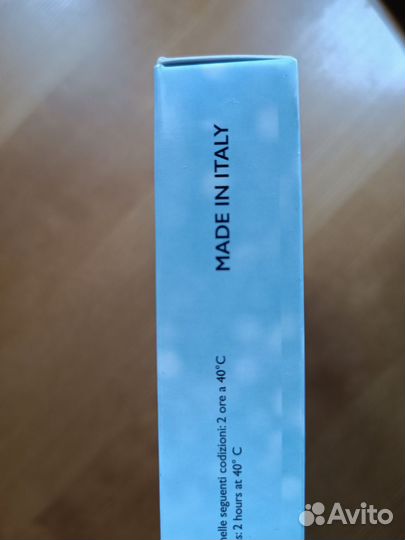 MADE IN ITALY
nelle seguenti codizioni: 2 ore a 40°C
s: 2 hours at 40° C
Avito